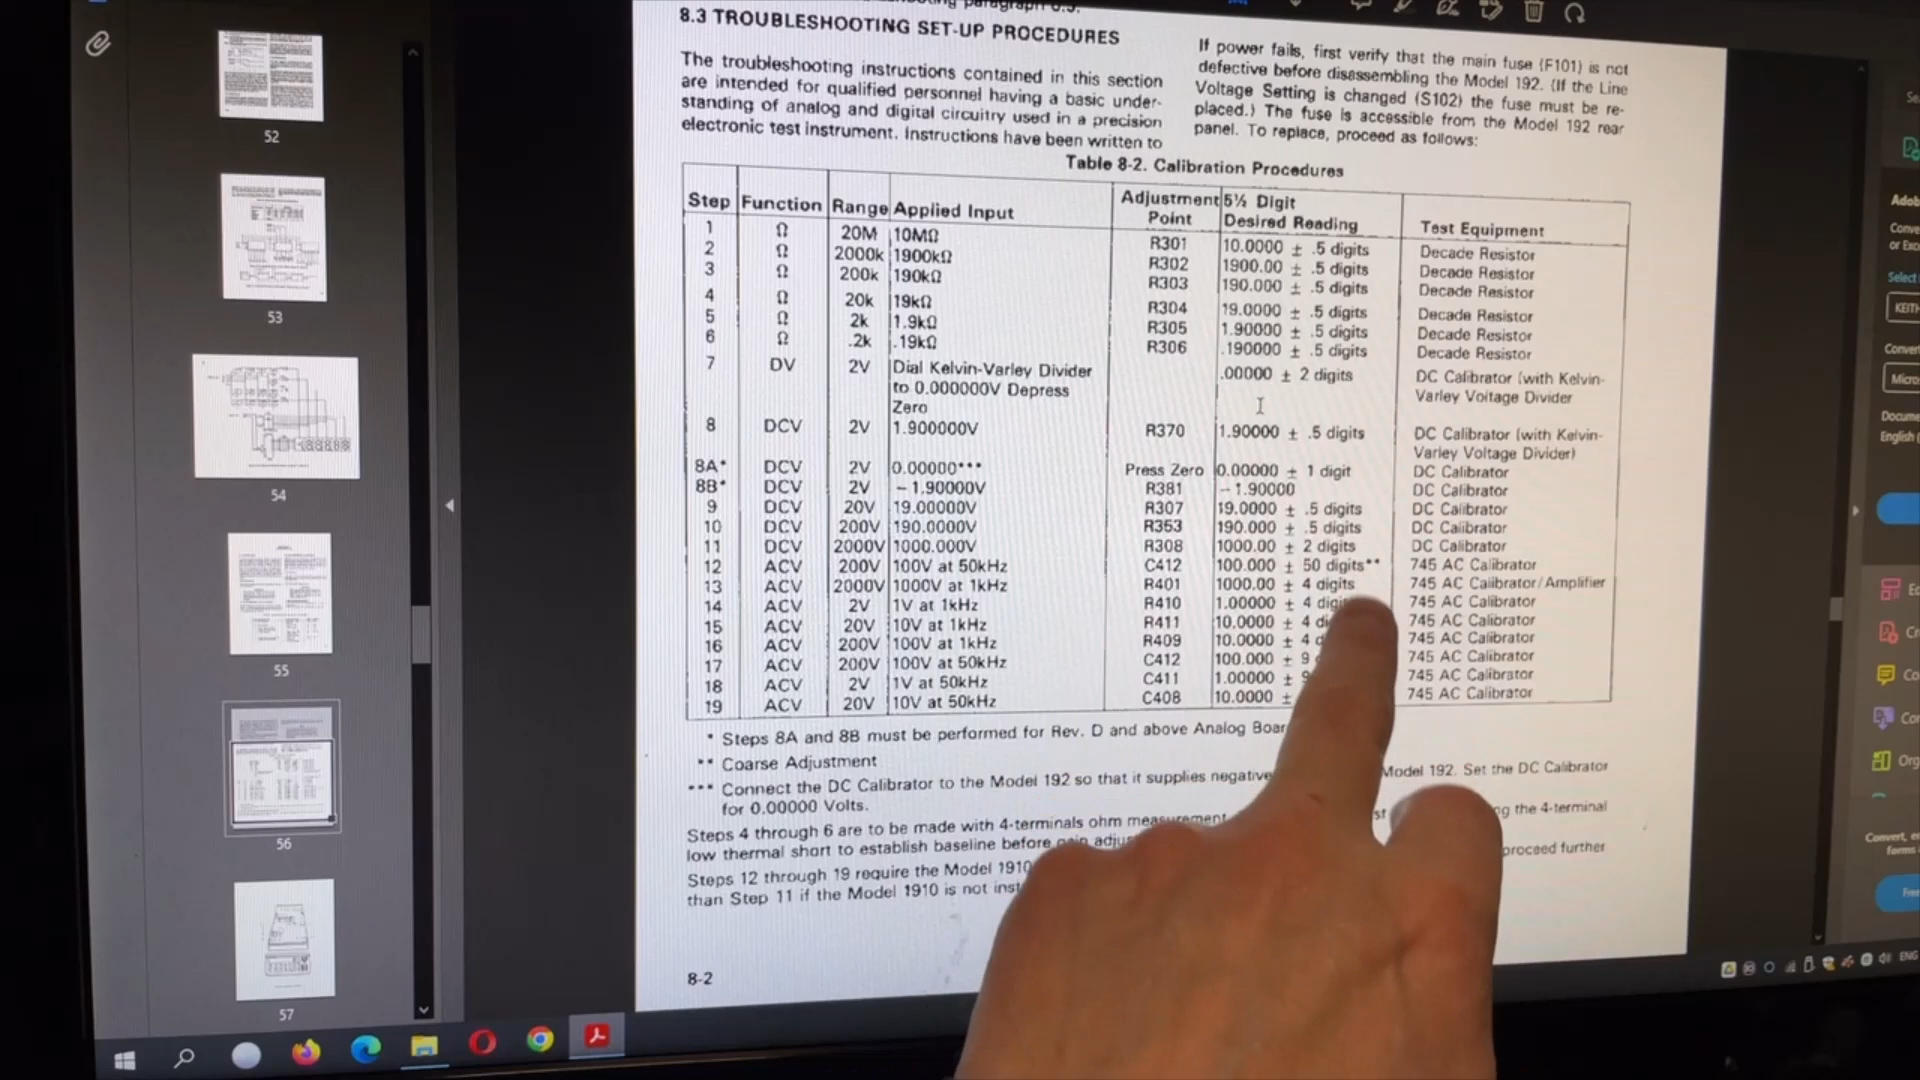 8.3 TROUBLESHOOTING SET-UP PROCEDURES
The troubleshooting instructions contained in this section
are intended for qualified personnel having a basic under-
standing of analog and digital circuitry used in a precision
electronic test instrument. Instructions have been written to
If power fails, first verify that the main fuse (F101) is not
defective before disassembling the Model 192. (If the Line
Voltage Setting is changed (S102) the fuse must be re-
placed.) The fuse is accessible from the Model 192 rear
panel. To replace, proceed as follows:
Table 8-2. Calibration Procedures
Step Function Range Applied Input Adjustment Point 5½ Digit Desired Reading Test Equipment
1 Ω 20M 10MΩ R301 10.0000 ± .5 digits Decade Resistor
2 Ω 2000k 1900kΩ R302 1900.00 ± .5 digits Decade Resistor
3 Ω 200k 190kΩ R303 190.000 ± .5 digits Decade Resistor
4 Ω 20k 19kΩ R304 19.0000 ± .5 digits Decade Resistor
5 Ω 2k 1.9kΩ R305 1.90000 ± .5 digits Decade Resistor
6 Ω .2k .19kΩ R306 .190000 ± .5 digits Decade Resistor
7 DV 2V Dial Kelvin-Varley Divider .00000 ± 2 digits DC Calibrator (with Kelvin-
to 0.000000V Depress Varley Voltage Divider
Zero
8 DCV 2V 1.900000V R370 1.90000 ± .5 digits DC Calibrator (with Kelvin-
Varley Voltage Divider)
8A* DCV 2V 0.00000*** Press Zero 0.00000 ± 1 digit DC Calibrator
8B* DCV 2V −1.90000V R381 −1.90000 DC Calibrator
9 DCV 20V 19.00000V R307 19.0000 ± .5 digits DC Calibrator
10 DCV 200V 190.0000V R353 190.000 ± .5 digits DC Calibrator
11 DCV 2000V 1000.000V R308 1000.00 ± 2 digits DC Calibrator
12 ACV 200V 100V at 50kHz C412 100.000 ± 50 digits** 745 AC Calibrator
13 ACV 2000V 1000V at 1kHz R401 1000.00 ± 4 digits 745 AC Calibrator/Amplifier
14 ACV 2V 1V at 1kHz R410 1.00000 ± 4 745 AC Calibrator
15 ACV 20V 10V at 1kHz R411 10.0000 ± 4 745 AC Calibrator
16 ACV 200V 100V at 1kHz R409 10.0000 ± 4 745 AC Calibrator
17 ACV 200V 100V at 50kHz C412 100.000 ± 9 745 AC Calibrator
18 ACV 2V 1V at 50kHz C411 1.00000 ± 745 AC Calibrator
19 ACV 20V 10V at 50kHz C408 10.0000 ± 745 AC Calibrator
* Steps 8A and 8B must be performed for Rev. D and above Analog
** Coarse Adjustment
*** Connect the DC Calibrator to the Model 192 so that it supplies negative Model 192. Set the DC Calibrator
for 0.00000 Volts.
Steps 4 through 6 are to be made with 4-terminals ohm measurement the 4-terminal
low thermal short to establish baseline before gain
Steps 12 through 19 require the Model 1910 proceed further
than Step 11 if the Model 1910 is not
8-2
52
53
54
55
56
57
ENG